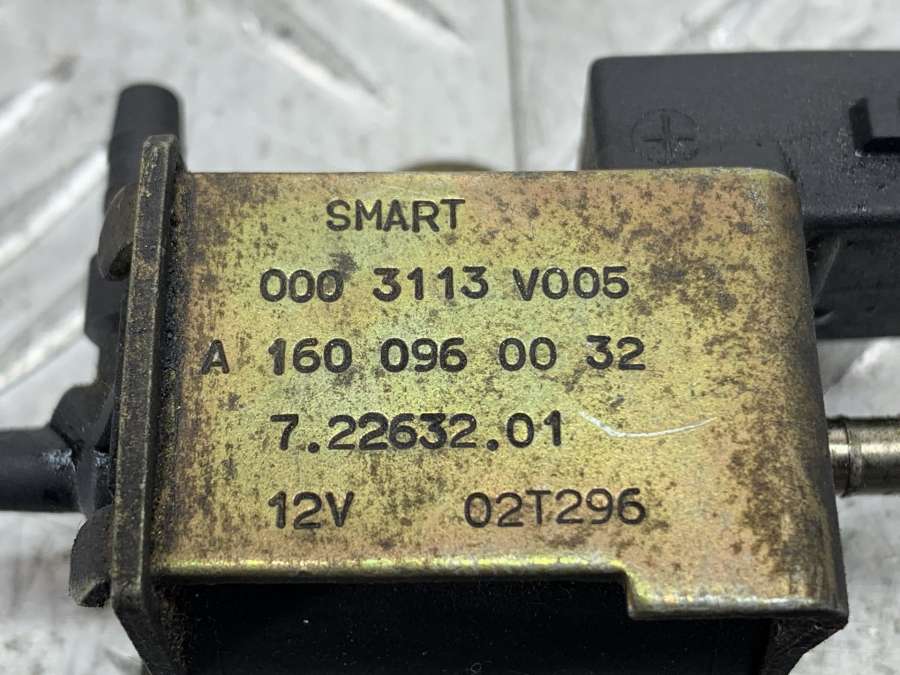 SMART
000 3113 V005
A 160 096 00 32
7.22632.01
12V 02T296